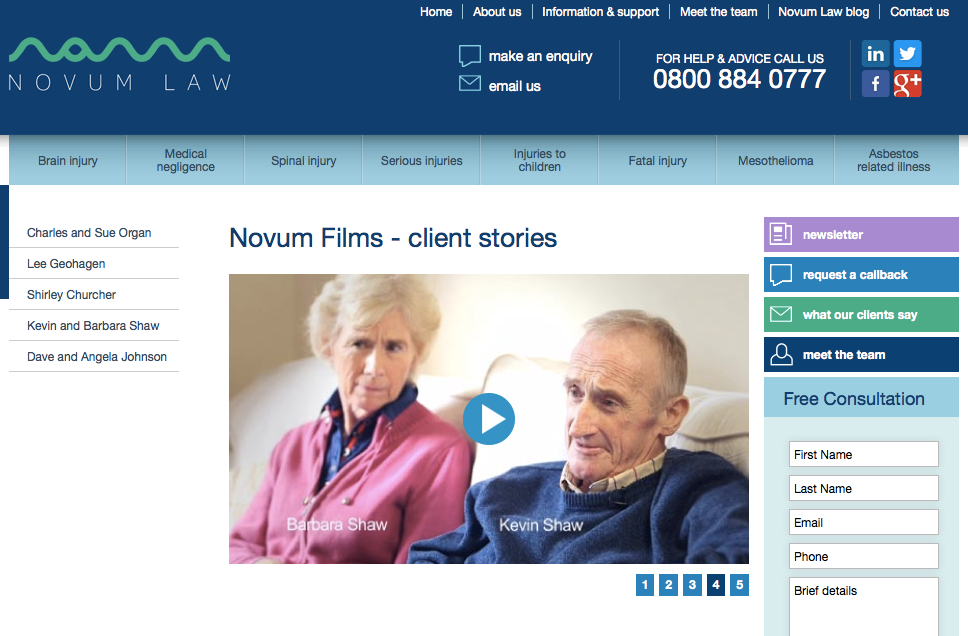 Home
About us
Information & support
Meet the team
Novum Law blog
Contact us
NOVUM LAW
make an enquiry
email us
FOR HELP & ADVICE CALL US
0800 884 0777
in
f
g+
Brain injury
Medical
negligence
Spinal injury
Serious injuries
Injuries to
children
Fatal injury
Mesothelioma
Asbestos
related illness
Charles and Sue Organ
Lee Geohagen
Shirley Churcher
Kevin and Barbara Shaw
Dave and Angela Johnson
Novum Films - client stories
Barbara Shaw
Kevin Shaw
1 2 3 4 5
newsletter
request a callback
what our clients say
meet the team
Free Consultation
First Name
Last Name
Email
Phone
Brief details